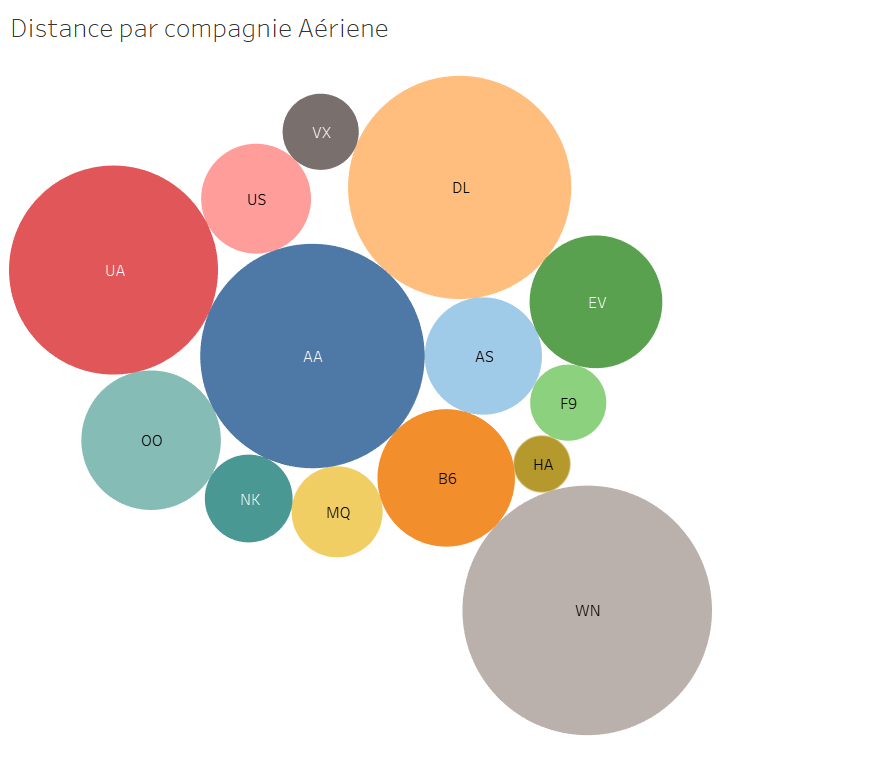 Distance par compagnie Aériene
VX
DL
US
UA
EV
AA
AS
F9
OO
HA
B6
NK
MQ
WN